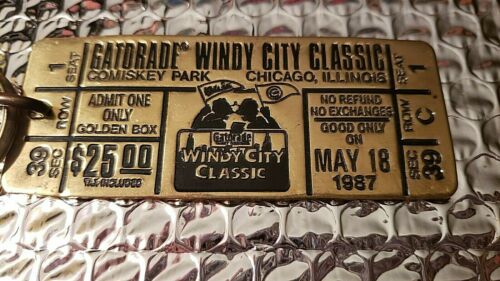 GATORADE® WINDY CITY CLASSIC
COMISKEY PARK CHICAGO, ILLINOIS
SEAT 1
ROW
SEC 39
ADMIT ONE
ONLY
GOLDEN BOX
$25.00
TAX INCLUDED
Gatorade
WINDY CITY
CLASSIC
NO REFUND
NO EXCHANGES
GOOD ONLY
ON
MAY 18
1987
SEAT 1
ROW C
SEC 39